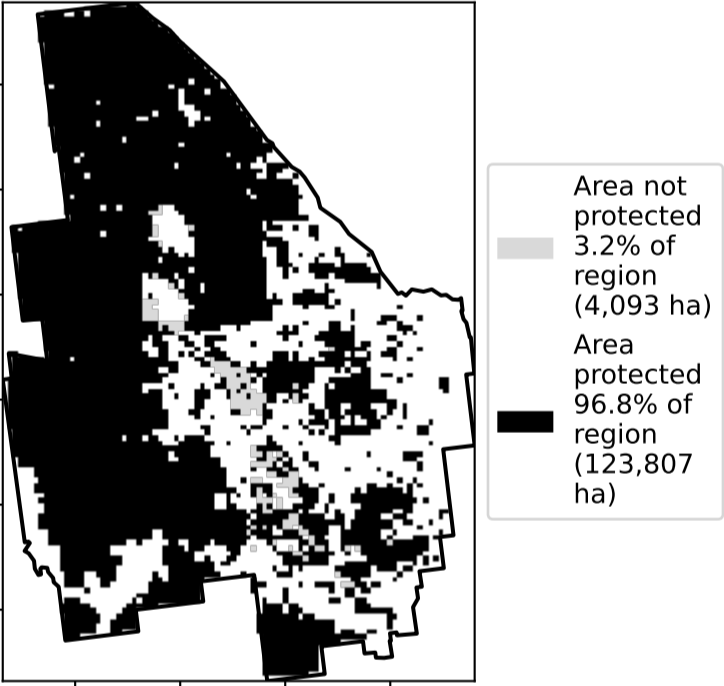 Area not
protected
3.2% of
region
(4,093 ha)
Area
protected
96.8% of
region
(123,807
ha)